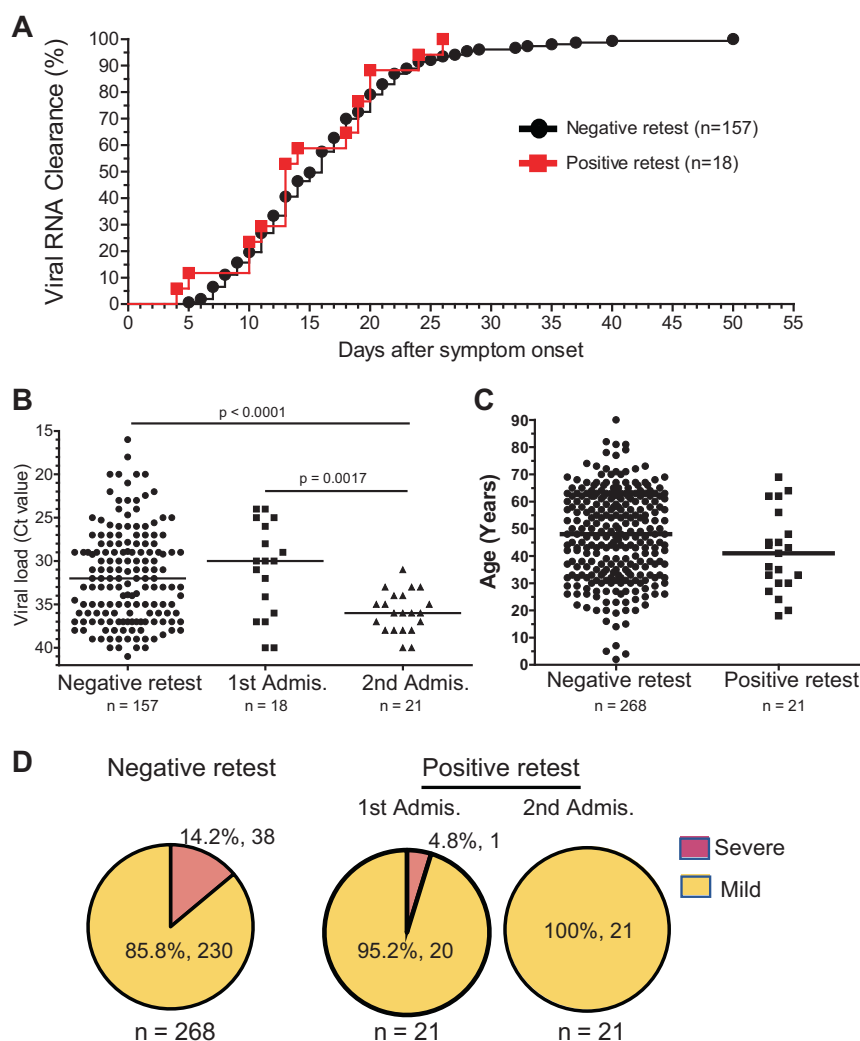 A
Viral RNA Clearance (%)
100
90
80
70
60
50
40
30
20
10
0
0 5 10 15 20 25 30 35 40 45 50 55
Days after symptom onset
Negative retest (n=157)
Positive retest (n=18)
B
p < 0.0001
p = 0.0017
Viral load (Ct value)
15
20
25
30
35
40
Negative retest 1st Admis. 2nd Admis.
n = 157 n = 18 n = 21
C
Age (Years)
90
80
70
60
50
40
30
20
10
0
Negative retest Positive retest
n = 268 n = 21
D
Negative retest
Positive retest
1st Admis. 2nd Admis.
14.2%, 38
85.8%, 230
n = 268
4.8%, 1
95.2%, 20
n = 21
100%, 21
n = 21
Severe
Mild